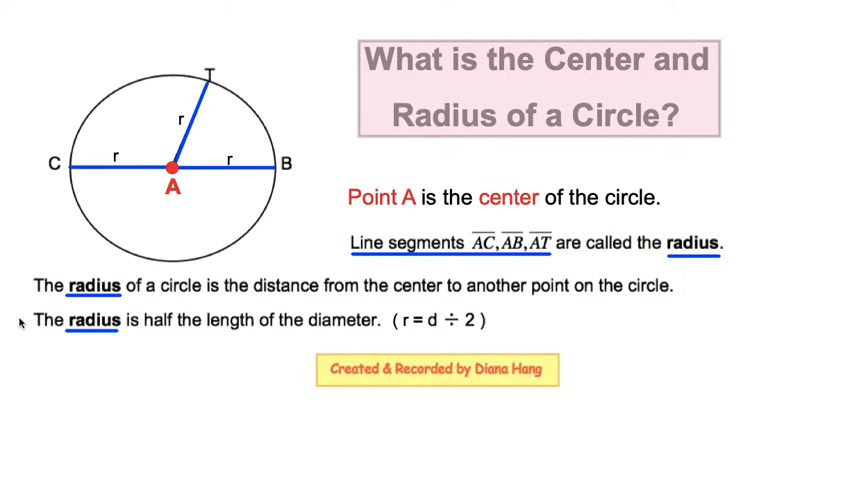 What is the Center and
Radius of a Circle?
T
r
C
r
r
B
A
Point A is the center of the circle.
Line segments AC, AB, AT are called the radius.
The radius of a circle is the distance from the center to another point on the circle.
The radius is half the length of the diameter. ( r = d ÷ 2 )
Created & Recorded by Diana Hang